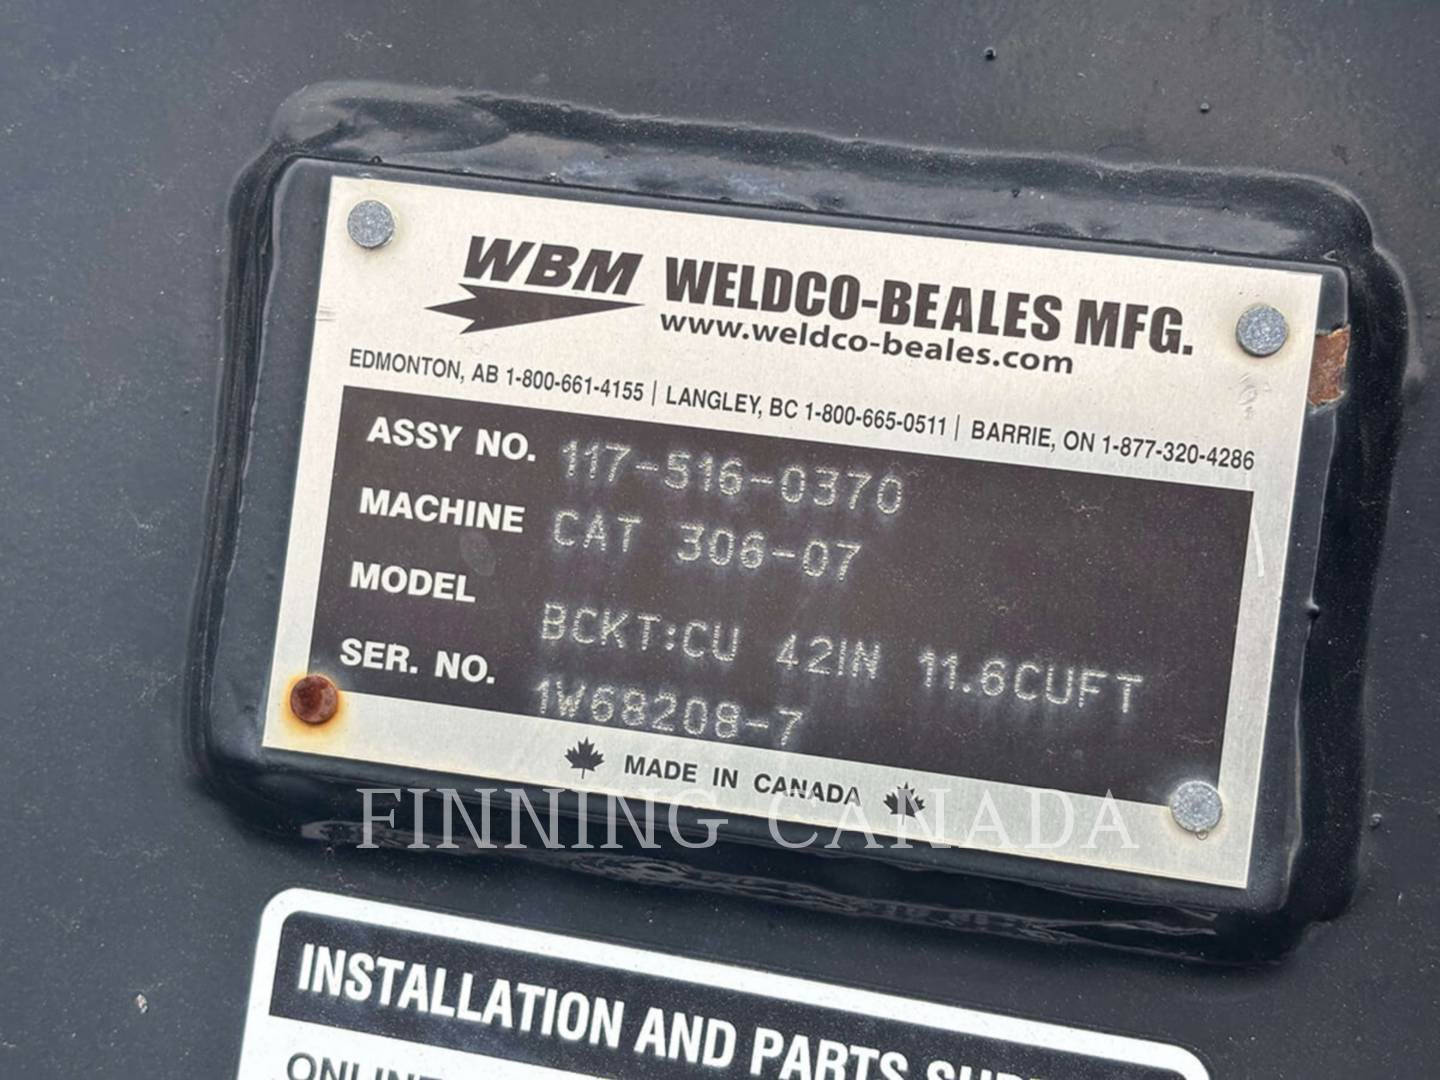 WBM WELDCO-BEALES MFG.
www.weldco-beales.com
EDMONTON, AB 1-800-661-4155 | LANGLEY, BC 1-800-665-0511 | BARRIE, ON 1-877-320-4286
ASSY NO. 117-516-0370
MACHINE CAT 306-07
MODEL BCKT:CU 42IN 11.6CUFT
SER. NO. 1W68208-7
MADE IN CANADA
FINNING CANADA
INSTALLATION AND PARTS
ONLINE